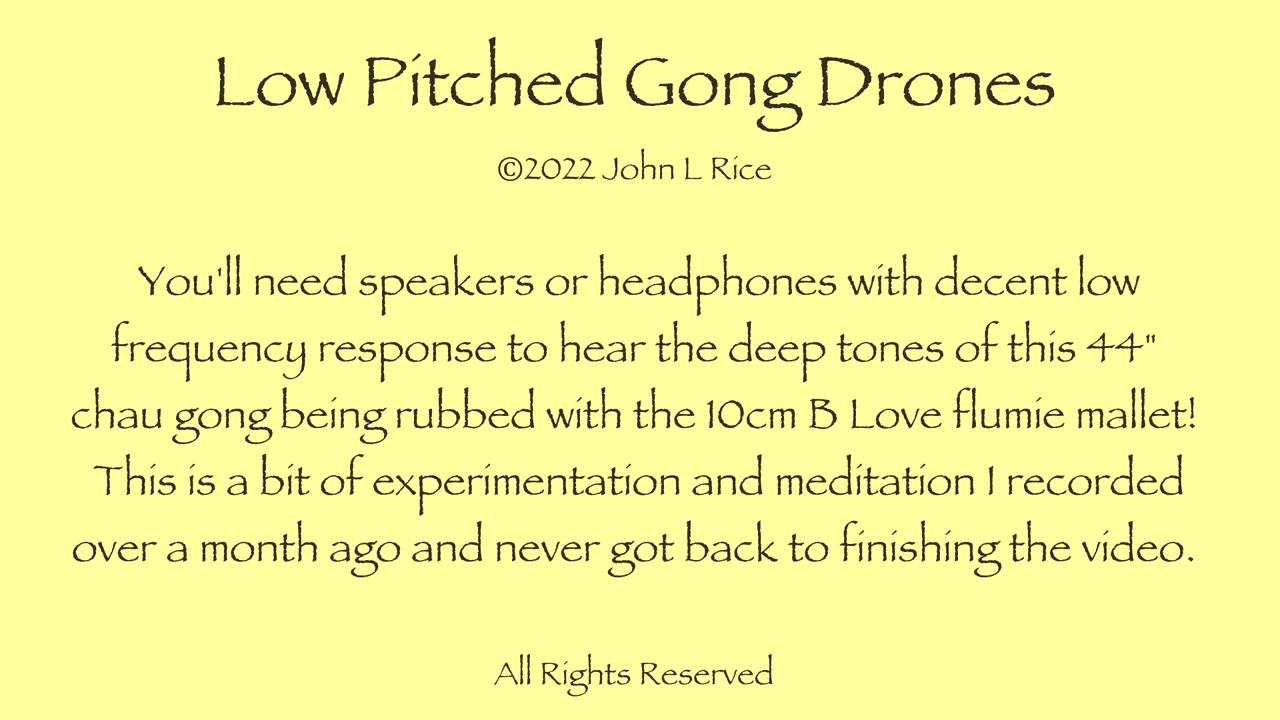 Low Pitched Gong Drones
©2022 John L Rice
You'll need speakers or headphones with decent low
frequency response to hear the deep tones of this 44"
chau gong being rubbed with the 10cm B Love flumie mallet!
This is a bit of experimentation and meditation I recorded
over a month ago and never got back to finishing the video.
All Rights Reserved